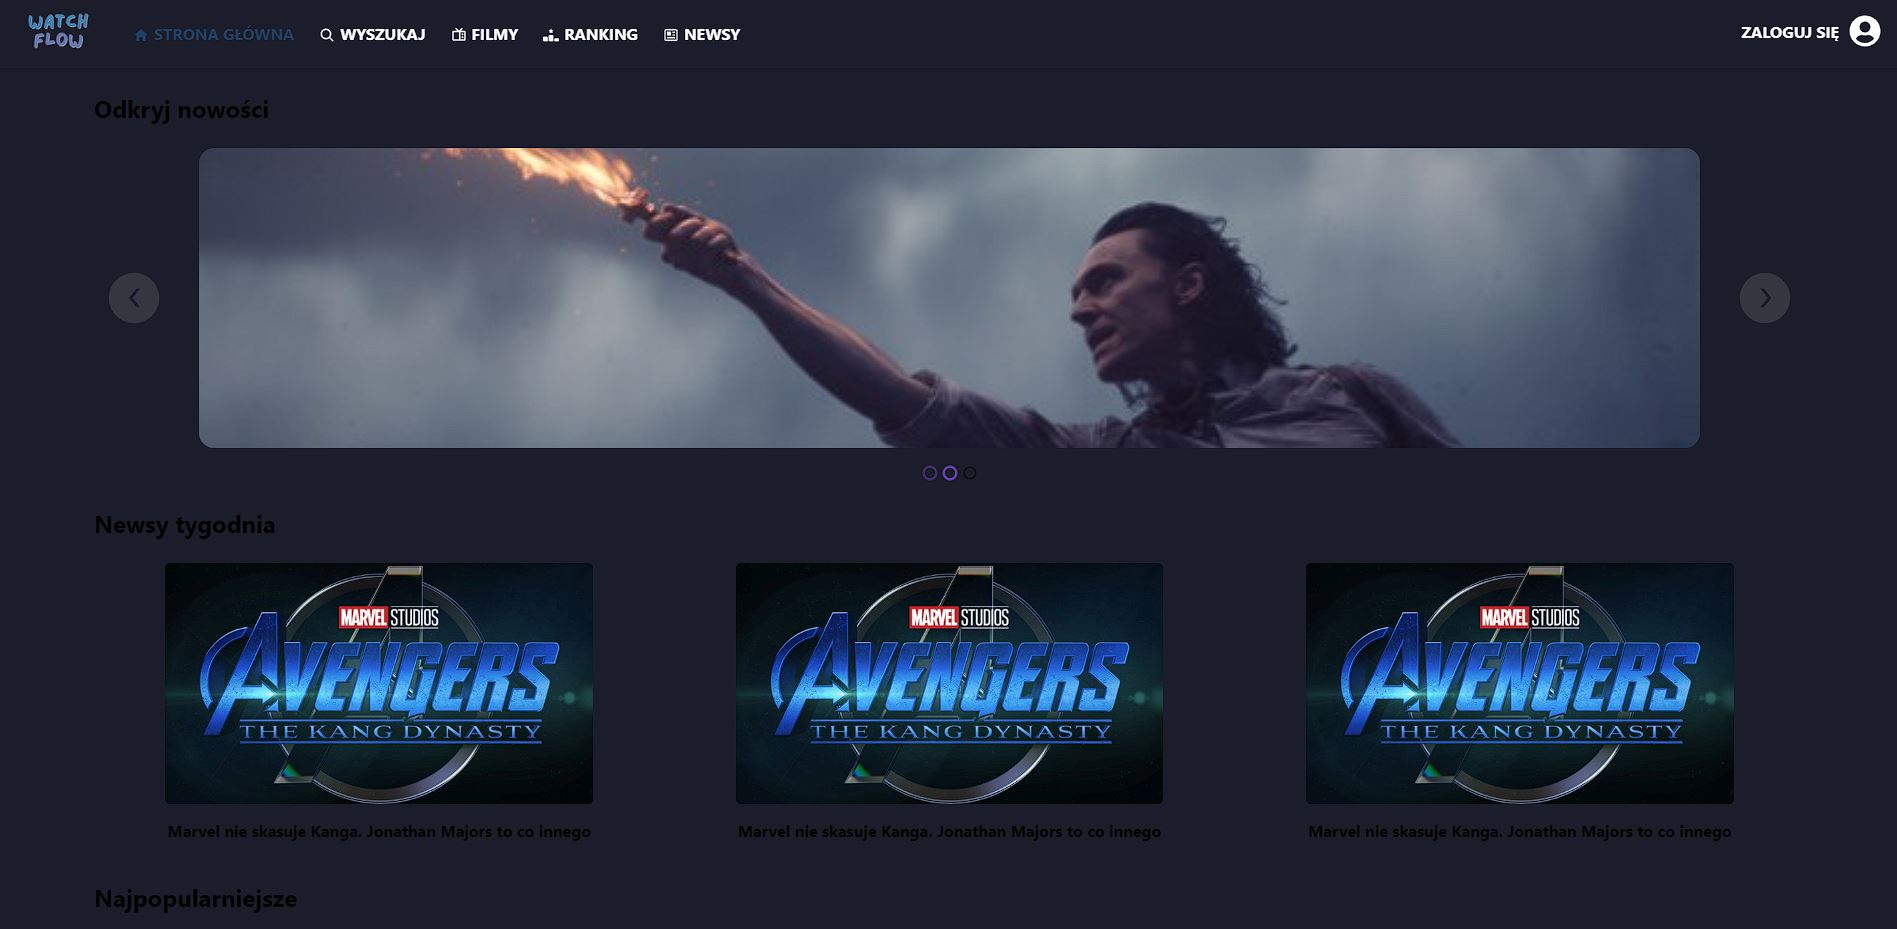 WATCH
FLOW
STRONA GŁÓWNA
WYSZUKAJ
FILMY
RANKING
NEWSY
ZALOGUJ SIĘ
Odkryj nowości
Newsy tygodnia
MARVEL STUDIOS
AVENGERS
THE KANG DYNASTY
MARVEL STUDIOS
AVENGERS
THE KANG DYNASTY
MARVEL STUDIOS
AVENGERS
THE KANG DYNASTY
Marvel nie skasuje Kanga. Jonathan Majors to co innego
Marvel nie skasuje Kanga. Jonathan Majors to co innego
Marvel nie skasuje Kanga. Jonathan Majors to co innego
Najpopularniejsze